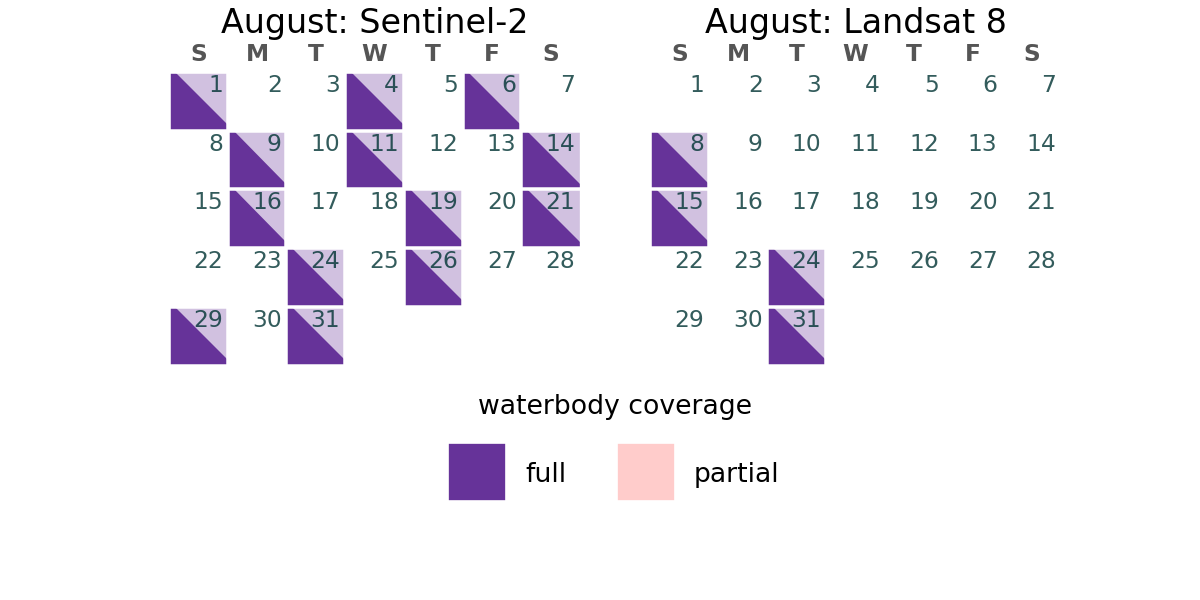 August: Sentinel-2
S M T W T F S
1 2 3 4 5 6 7
8 9 10 11 12 13 14
15 16 17 18 19 20 21
22 23 24 25 26 27 28
29 30 31
August: Landsat 8
S M T W T F S
1 2 3 4 5 6 7
8 9 10 11 12 13 14
15 16 17 18 19 20 21
22 23 24 25 26 27 28
29 30 31
waterbody coverage
full partial